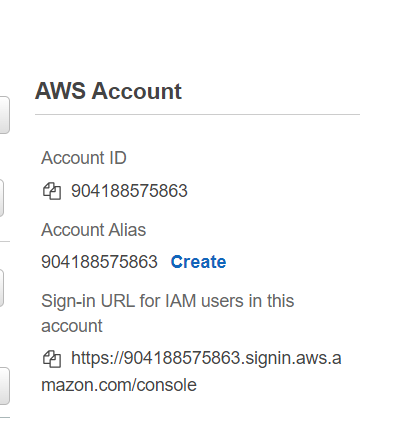 AWS Account
Account ID
904188575863
Account Alias
904188575863 Create
Sign-in URL for IAM users in this
account
https://904188575863.signin.aws.a
mazon.com/console